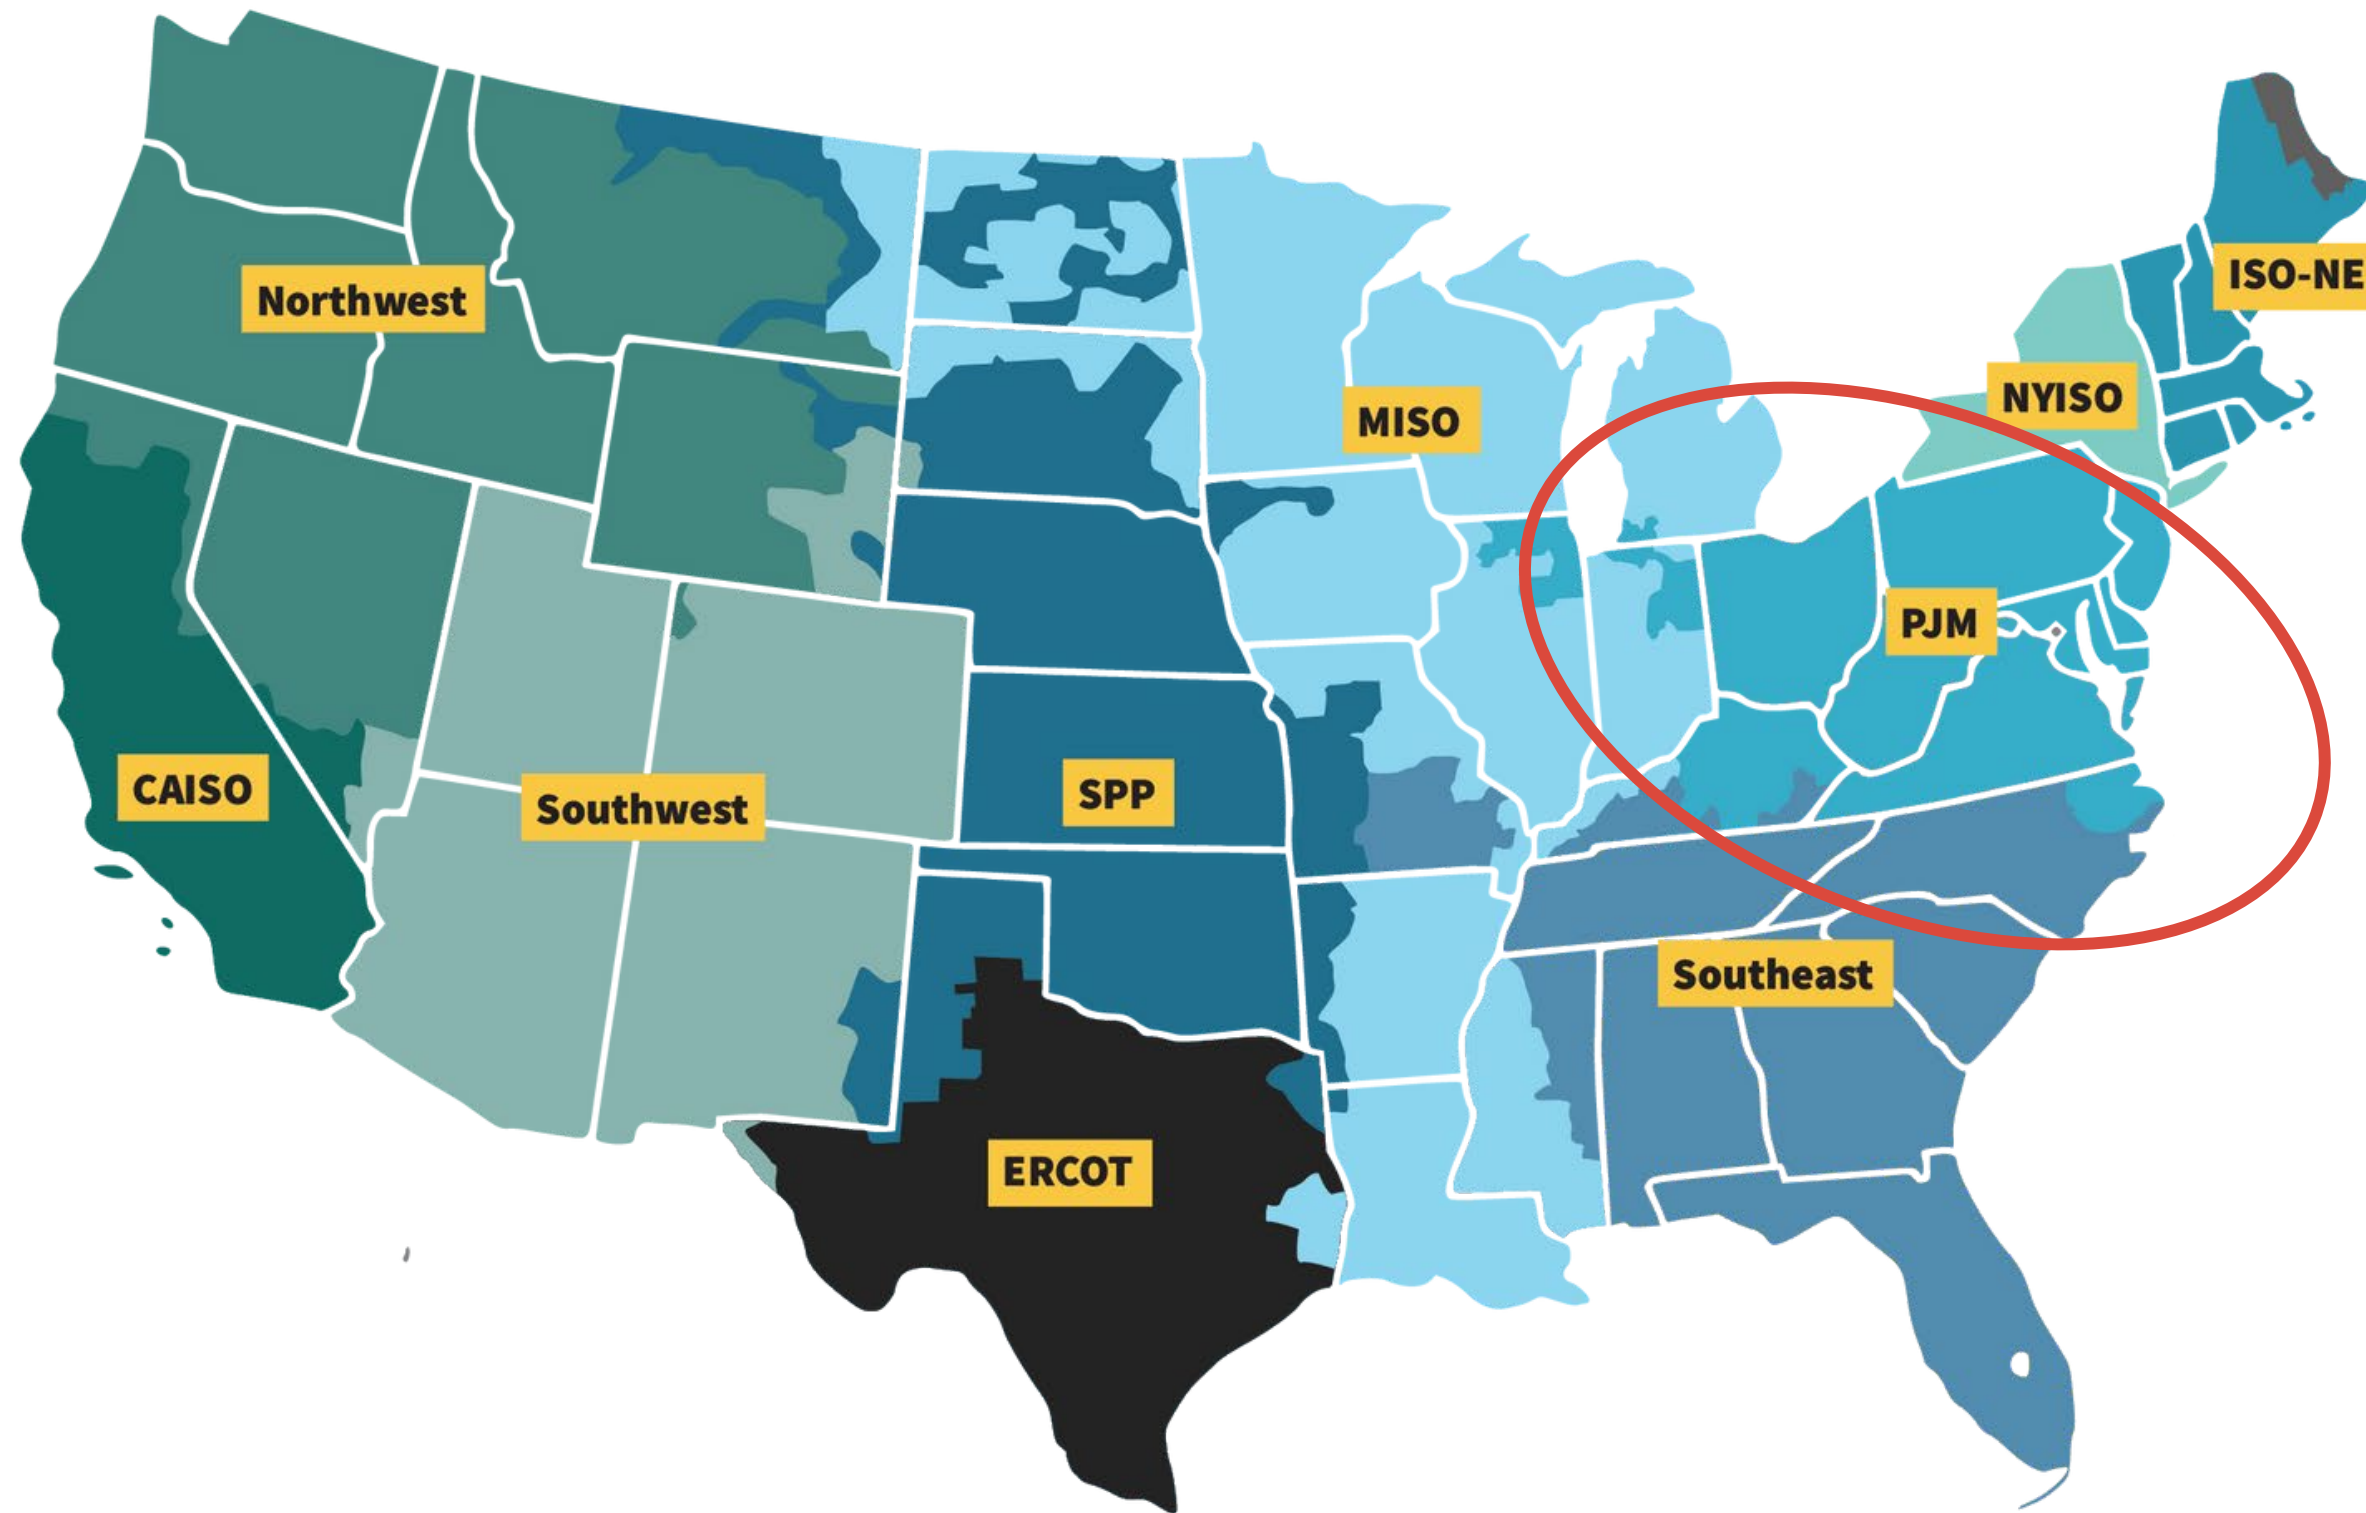 ISO-NE
Northwest
NYISO
MISO
PJM
CAISO
Southwest
SPP
Southeast
ERCOT